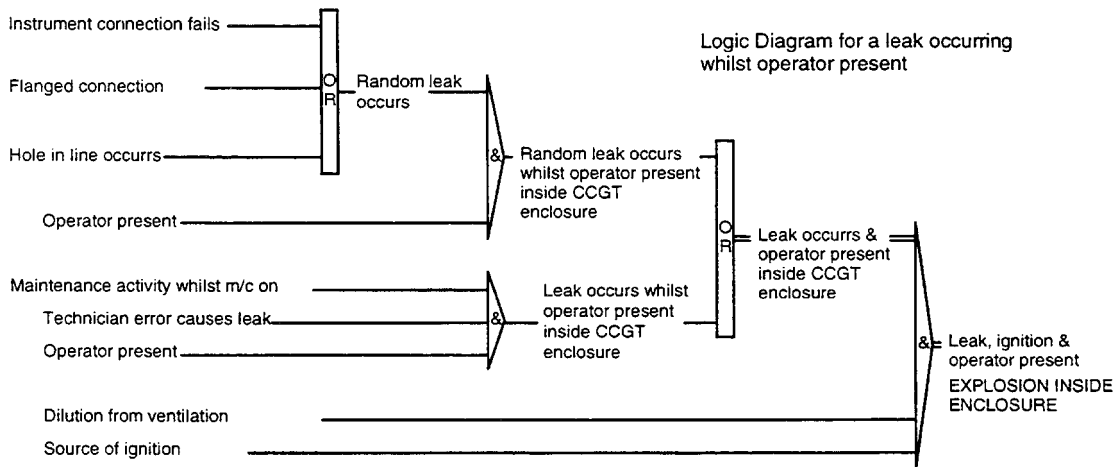 Logic Diagram for a leak occurring
whilst operator present
Instrument connection fails
Flanged connection
Hole in line occurrs
OR
Random leak
occurs
Operator present
&
Random leak occurs
whilst operator present
inside CCGT
enclosure
Maintenance activity whilst m/c on
Technician error causes leak
Operator present
&
Leak occurs whilst
operator present
inside CCGT
enclosure
OR
Leak occurrs &
operator present
inside CCGT
enclosure
Dilution from ventilation
Source of ignition
&
Leak, ignition &
operator present
EXPLOSION INSIDE
ENCLOSURE